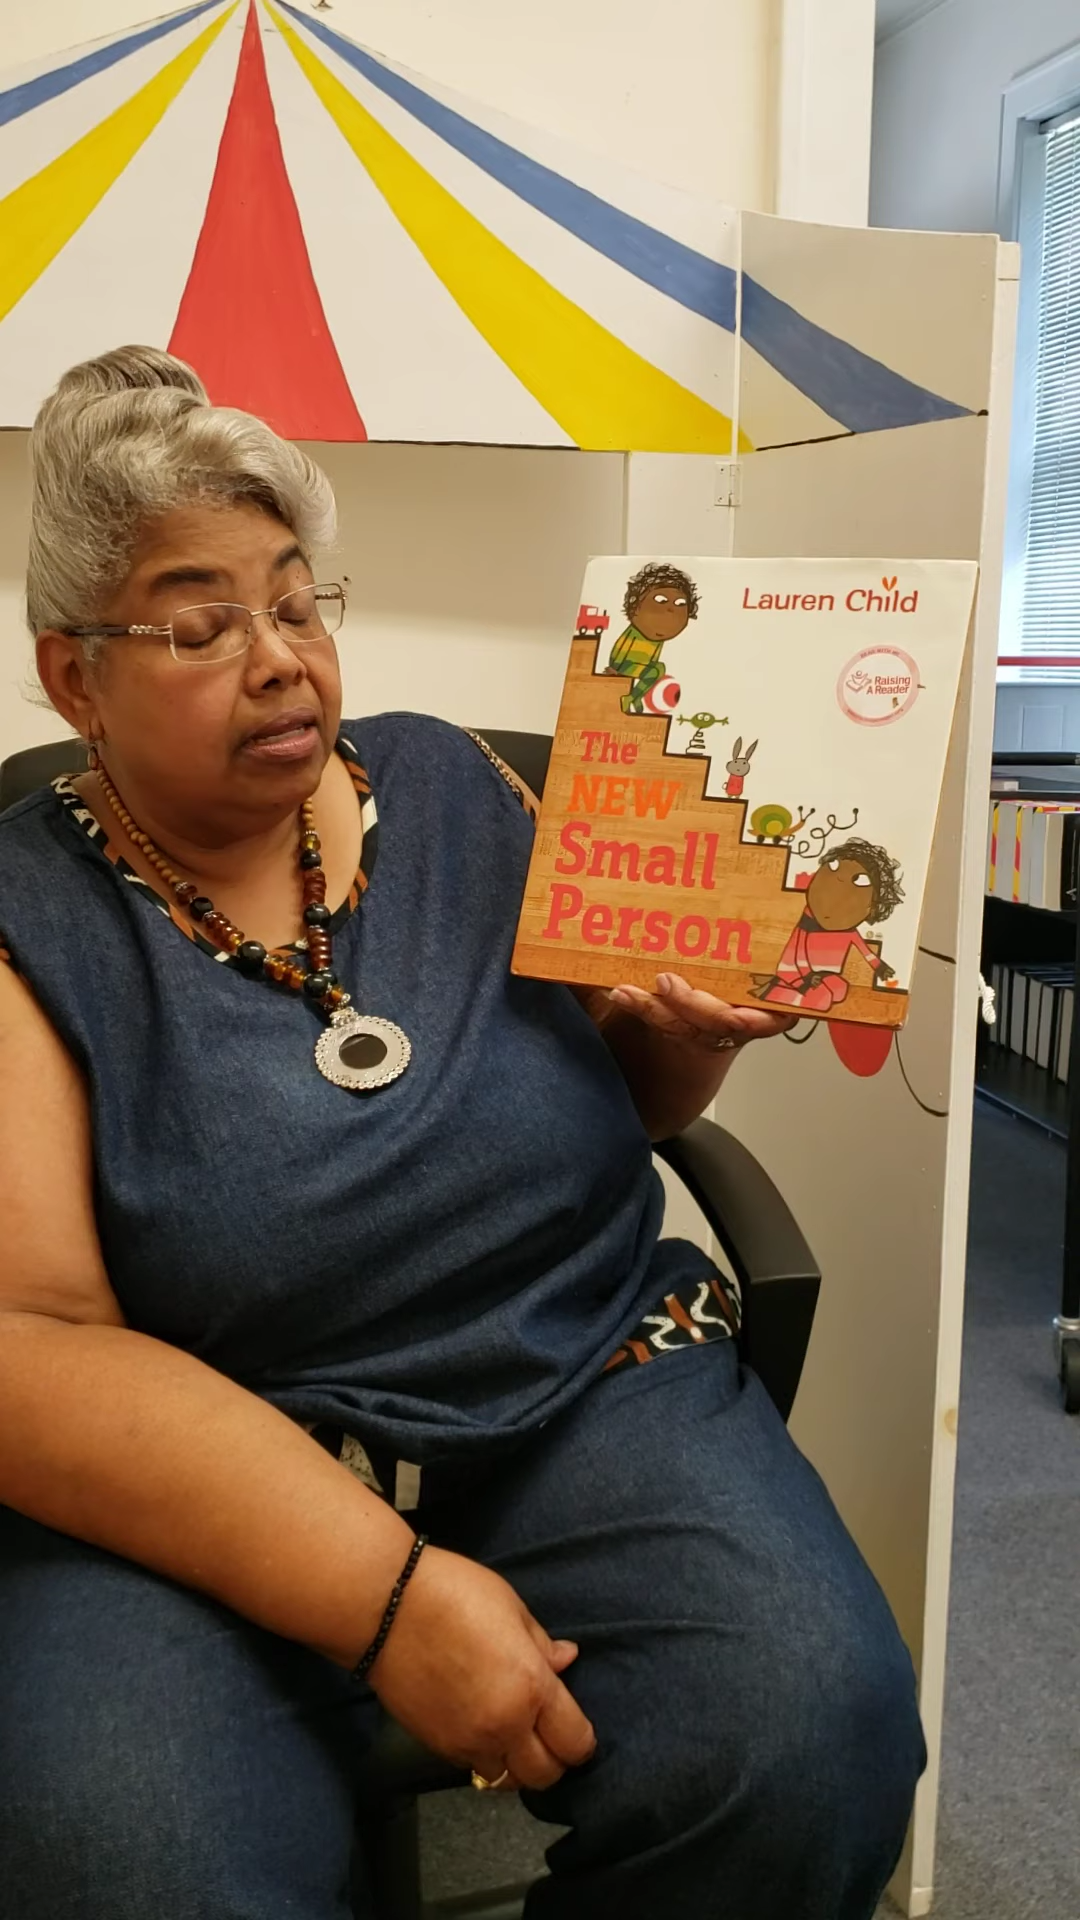 Lauren Child
Raising
A Reader
The
NEW
Small
Person